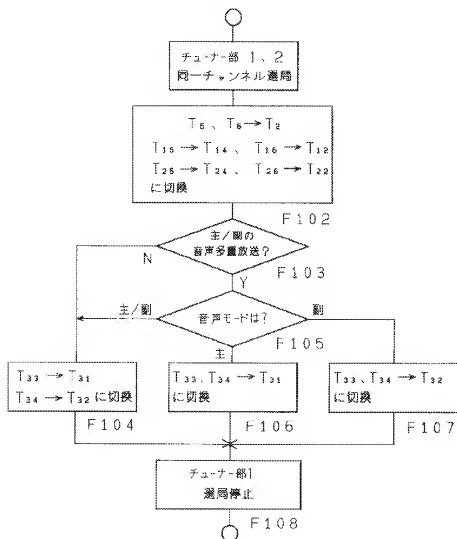 チューナー部 1、2
同一チャンネル選局
T₅、T₆→T₂
T₁₅→T₁₄、T₁₆→T₁₂
T₂₅→T₂₄、T₂₆→T₂₂
に切換
F102
主/副の
音声多重放送?
F103
N
Y
主/副
音声モードは?
副
F105
主
T₃₃→T₃₁
T₃₄→T₃₂ に切換
F104
T₃₃、T₃₄→T₃₁
に切換
F106
T₃₃、T₃₄→T₃₂
に切換
F107
チューナー部1
選局停止
F108